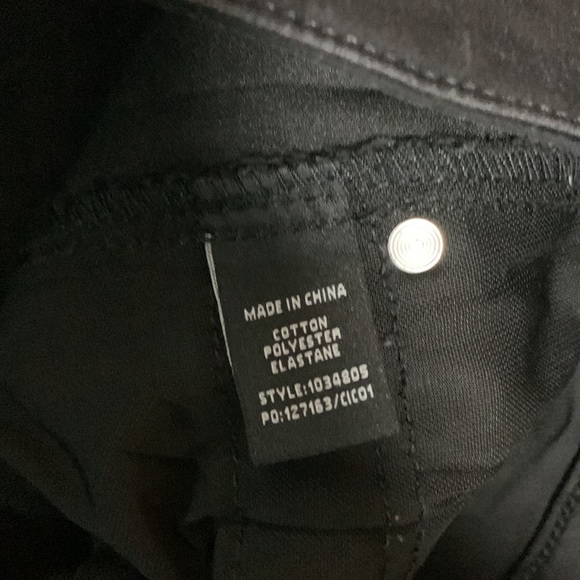 MADE IN CHINA
COTTON
POLYESTER
ELASTANE
STYLE:1034805
PO:127163/CIC01